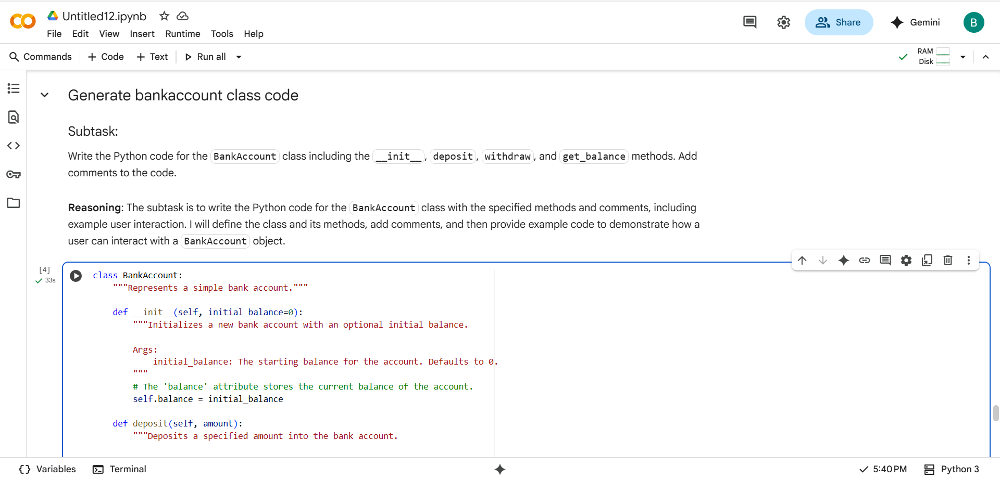 Untitled12.ipynb
File Edit View Insert Runtime Tools Help
Share
Gemini
B
Commands + Code + Text Run all
RAM
Disk
Generate bankaccount class code
Subtask:
Write the Python code for the BankAccount class including the __init__, deposit, withdraw, and get_balance methods. Add
comments to the code.
Reasoning: The subtask is to write the Python code for the BankAccount class with the specified methods and comments, including
example user interaction. I will define the class and its methods, add comments, and then provide example code to demonstrate how a
user can interact with a BankAccount object.
[4]
33s
class BankAccount:
"""Represents a simple bank account."""
def __init__(self, initial_balance=0):
"""Initializes a new bank account with an optional initial balance.
Args:
initial_balance: The starting balance for the account. Defaults to 0.
"""
# The 'balance' attribute stores the current balance of the account.
self.balance = initial_balance
def deposit(self, amount):
"""Deposits a specified amount into the bank account.
{} Variables Terminal
5:40 PM Python 3